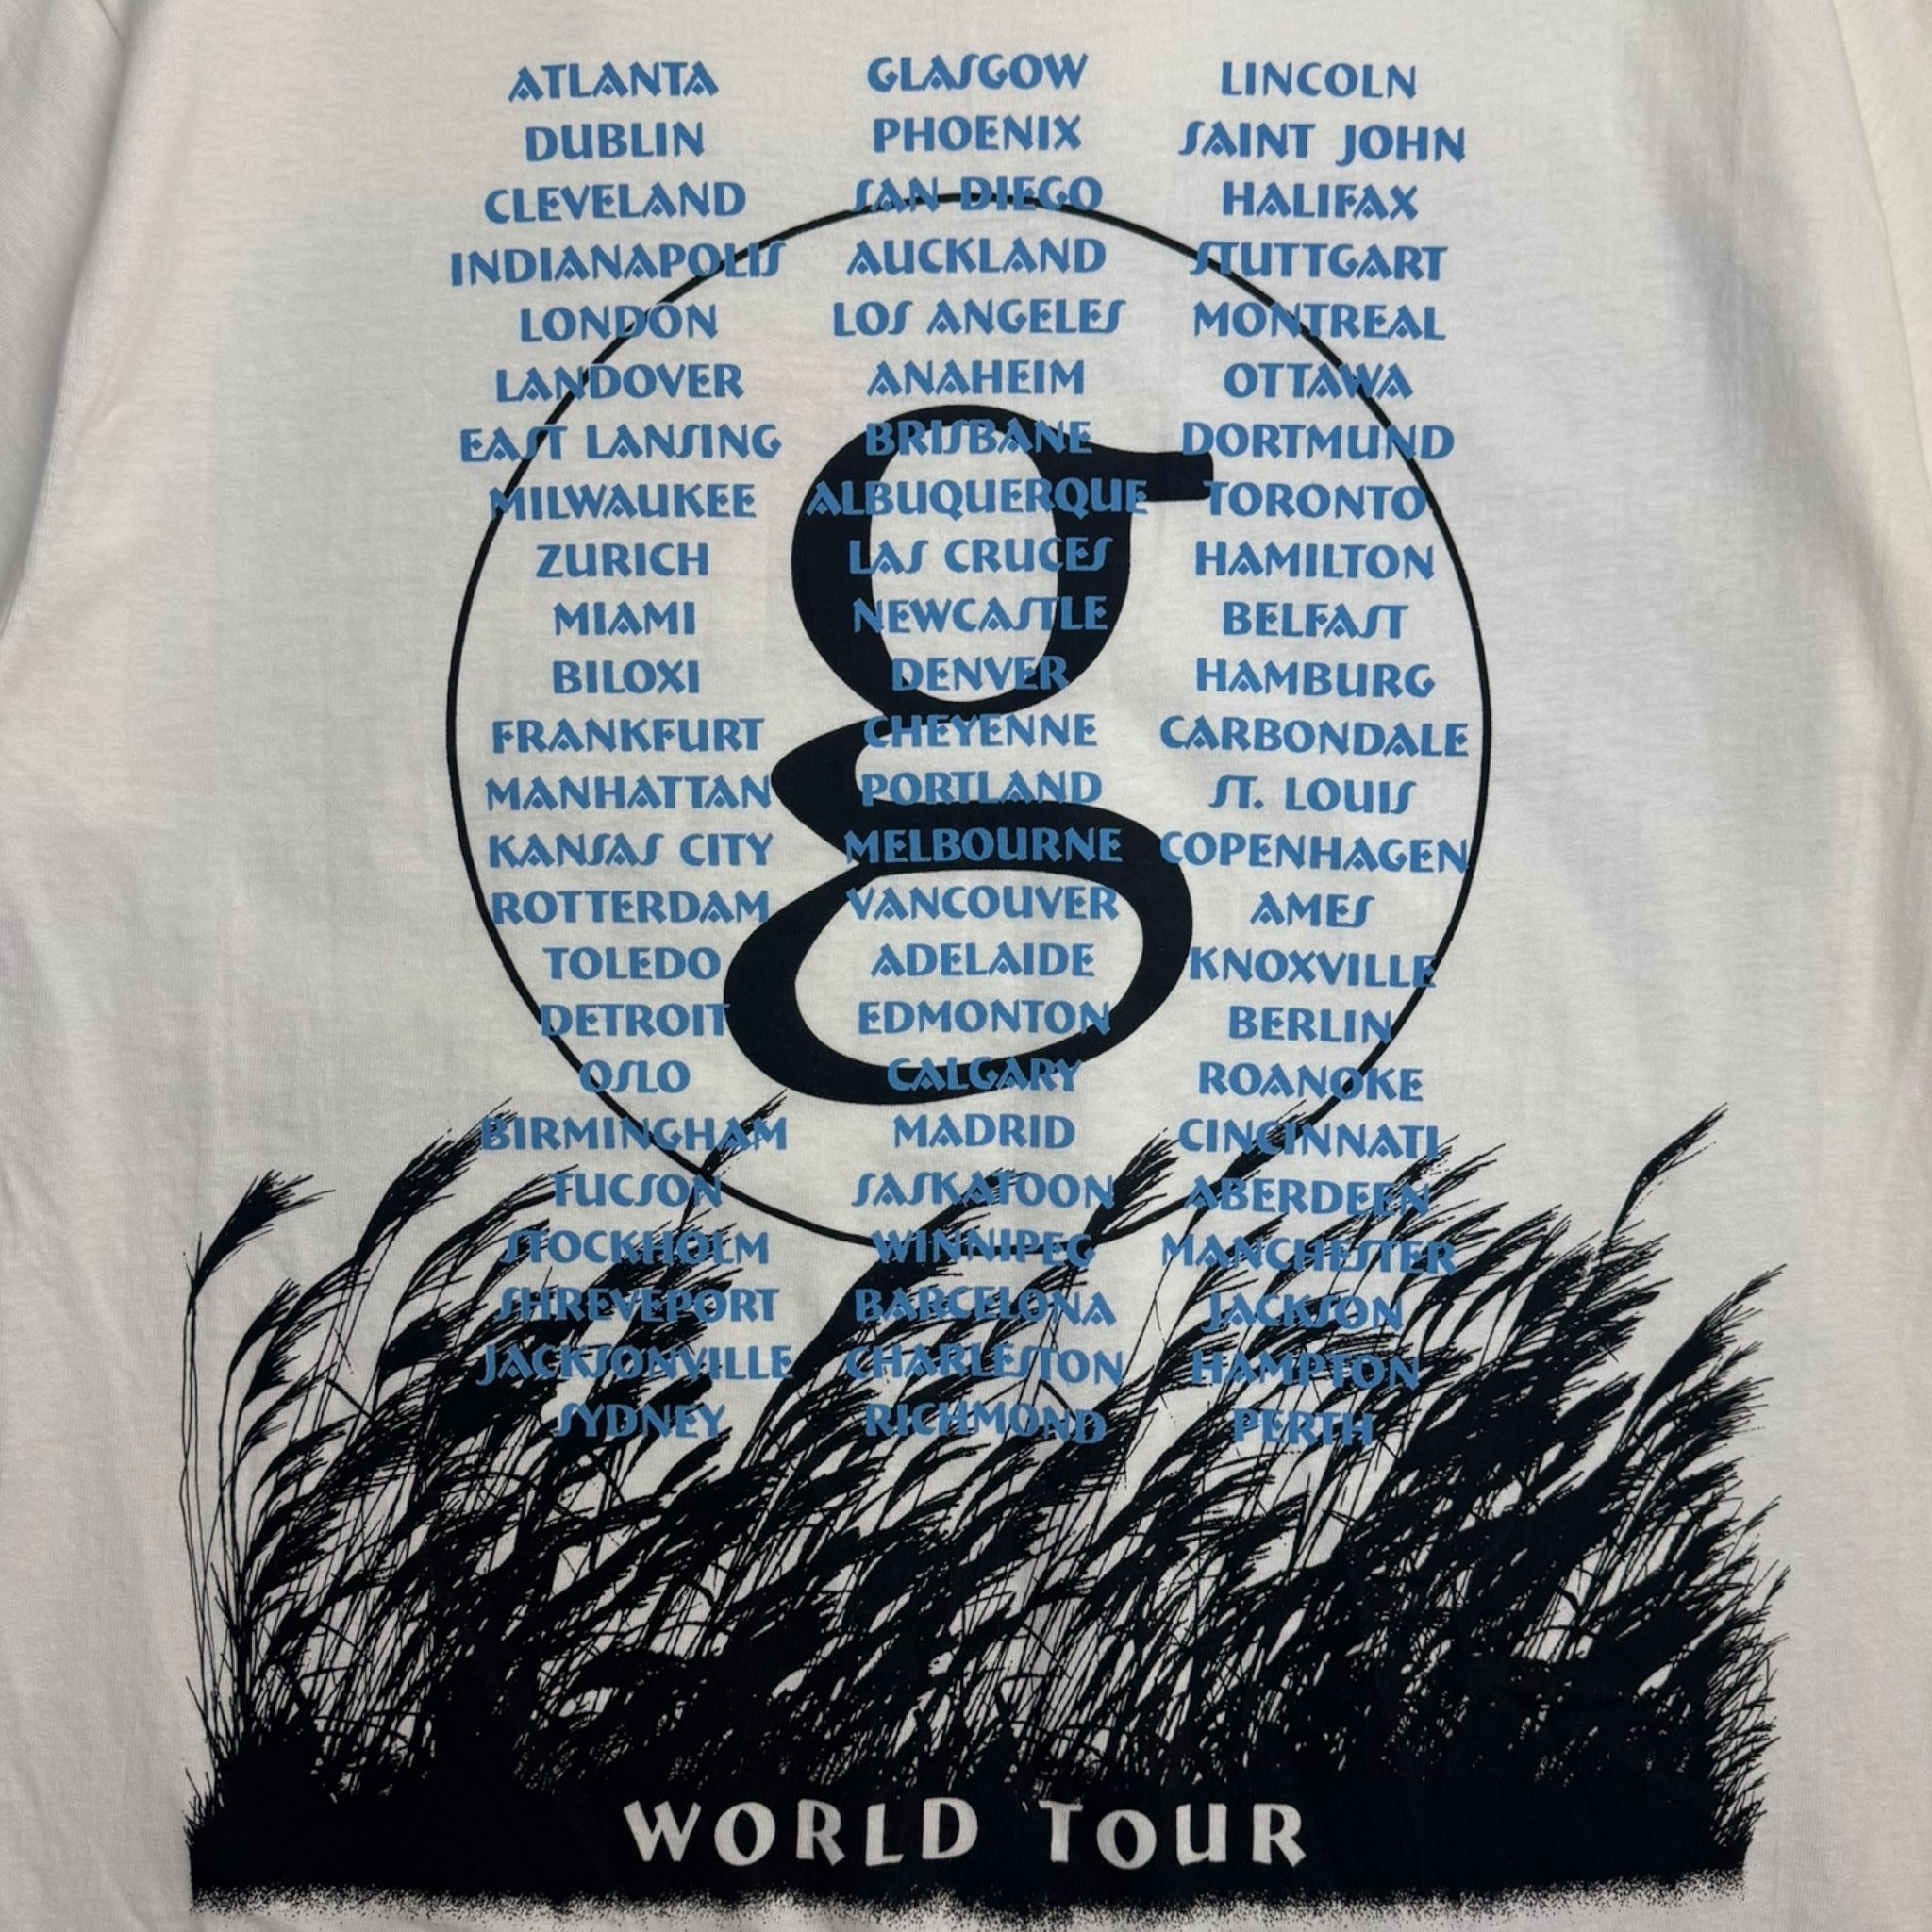 ATLANTA
DUBLIN
CLEVELAND
INDIANAPOLIS
LONDON
LANDOVER
EAST LANSING
MILWAUKEE
ZURICH
MIAMI
BILOXI
FRANKFURT
MANHATTAN
KANSAS CITY
ROTTERDAM
TOLEDO
DETROIT
OSLO
BIRMINGHAM
TUCSON
STOCKHOLM
SHREVEPORT
JACKSONVILLE
SYDNEY
GLASGOW
PHOENIX
SAN DIEGO
AUCKLAND
LOS ANGELES
ANAHEIM
BRISBANE
ALBUQUERQUE
LAS CRUCES
NEWCASTLE
DENVER
CHEYENNE
PORTLAND
MELBOURNE
VANCOUVER
ADELAIDE
EDMONTON
CALGARY
MADRID
SASKATOON
WINNIPEG
BARCELONA
CHARLESTON
RICHMOND
LINCOLN
SAINT JOHN
HALIFAX
STUTTGART
MONTREAL
OTTAWA
DORTMUND
TORONTO
HAMILTON
BELFAST
HAMBURG
CARBONDALE
ST. LOUIS
COPENHAGEN
AMES
KNOXVILLE
BERLIN
ROANOKE
CINCINNATI
ABERDEEN
MANCHESTER
JACKSON
HAMPTON
PERTH
g
WORLD TOUR